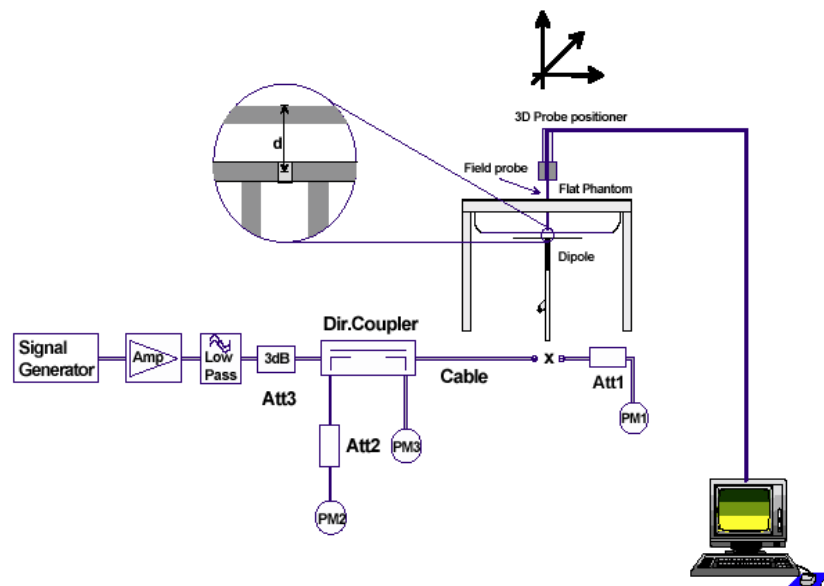 3D Probe positioner
d
Field probe
Flat Phantom
Dipole
Dir.Coupler
Signal
Generator
Amp
Low
Pass
3dB
Att3
Cable
x
Att1
PM1
Att2
PM3
PM2